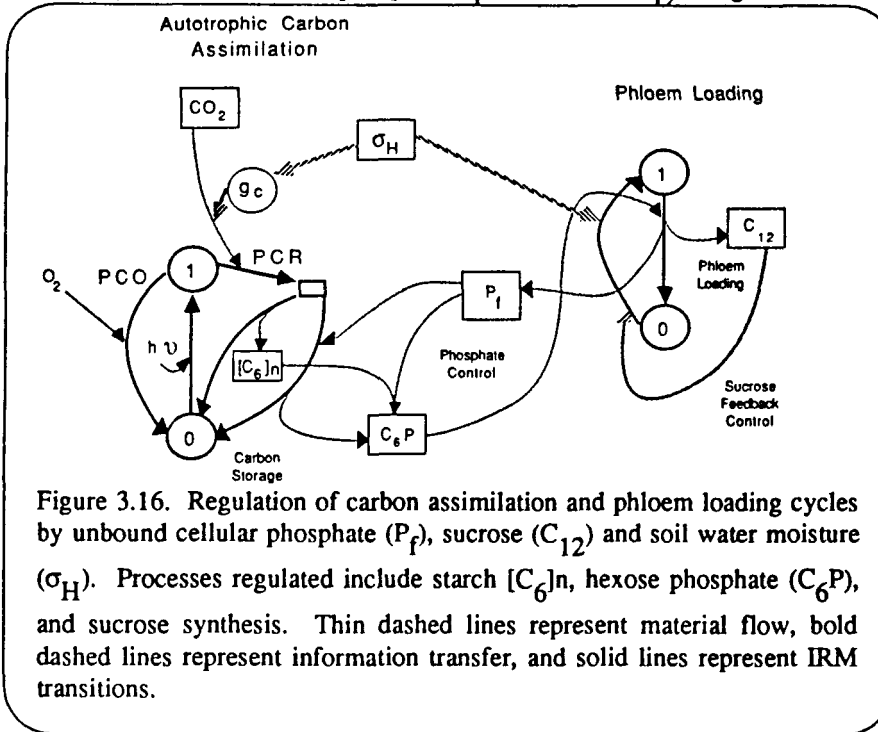 Autotrophic Carbon
Assimilation
CO2
σH
Phloem Loading
gc
1
C12
PCR
PCO
1
O2
Pf
Phloem
Loading
0
hυ
[C6]n
Phosphate
Control
0
C6P
Sucrose
Feedback
Control
Carbon
Storage
Figure 3.16. Regulation of carbon assimilation and phloem loading cycles
by unbound cellular phosphate (Pf), sucrose (C12) and soil water moisture
(σH). Processes regulated include starch [C6]n, hexose phosphate (C6P),
and sucrose synthesis. Thin dashed lines represent material flow, bold
dashed lines represent information transfer, and solid lines represent IRM
transitions.